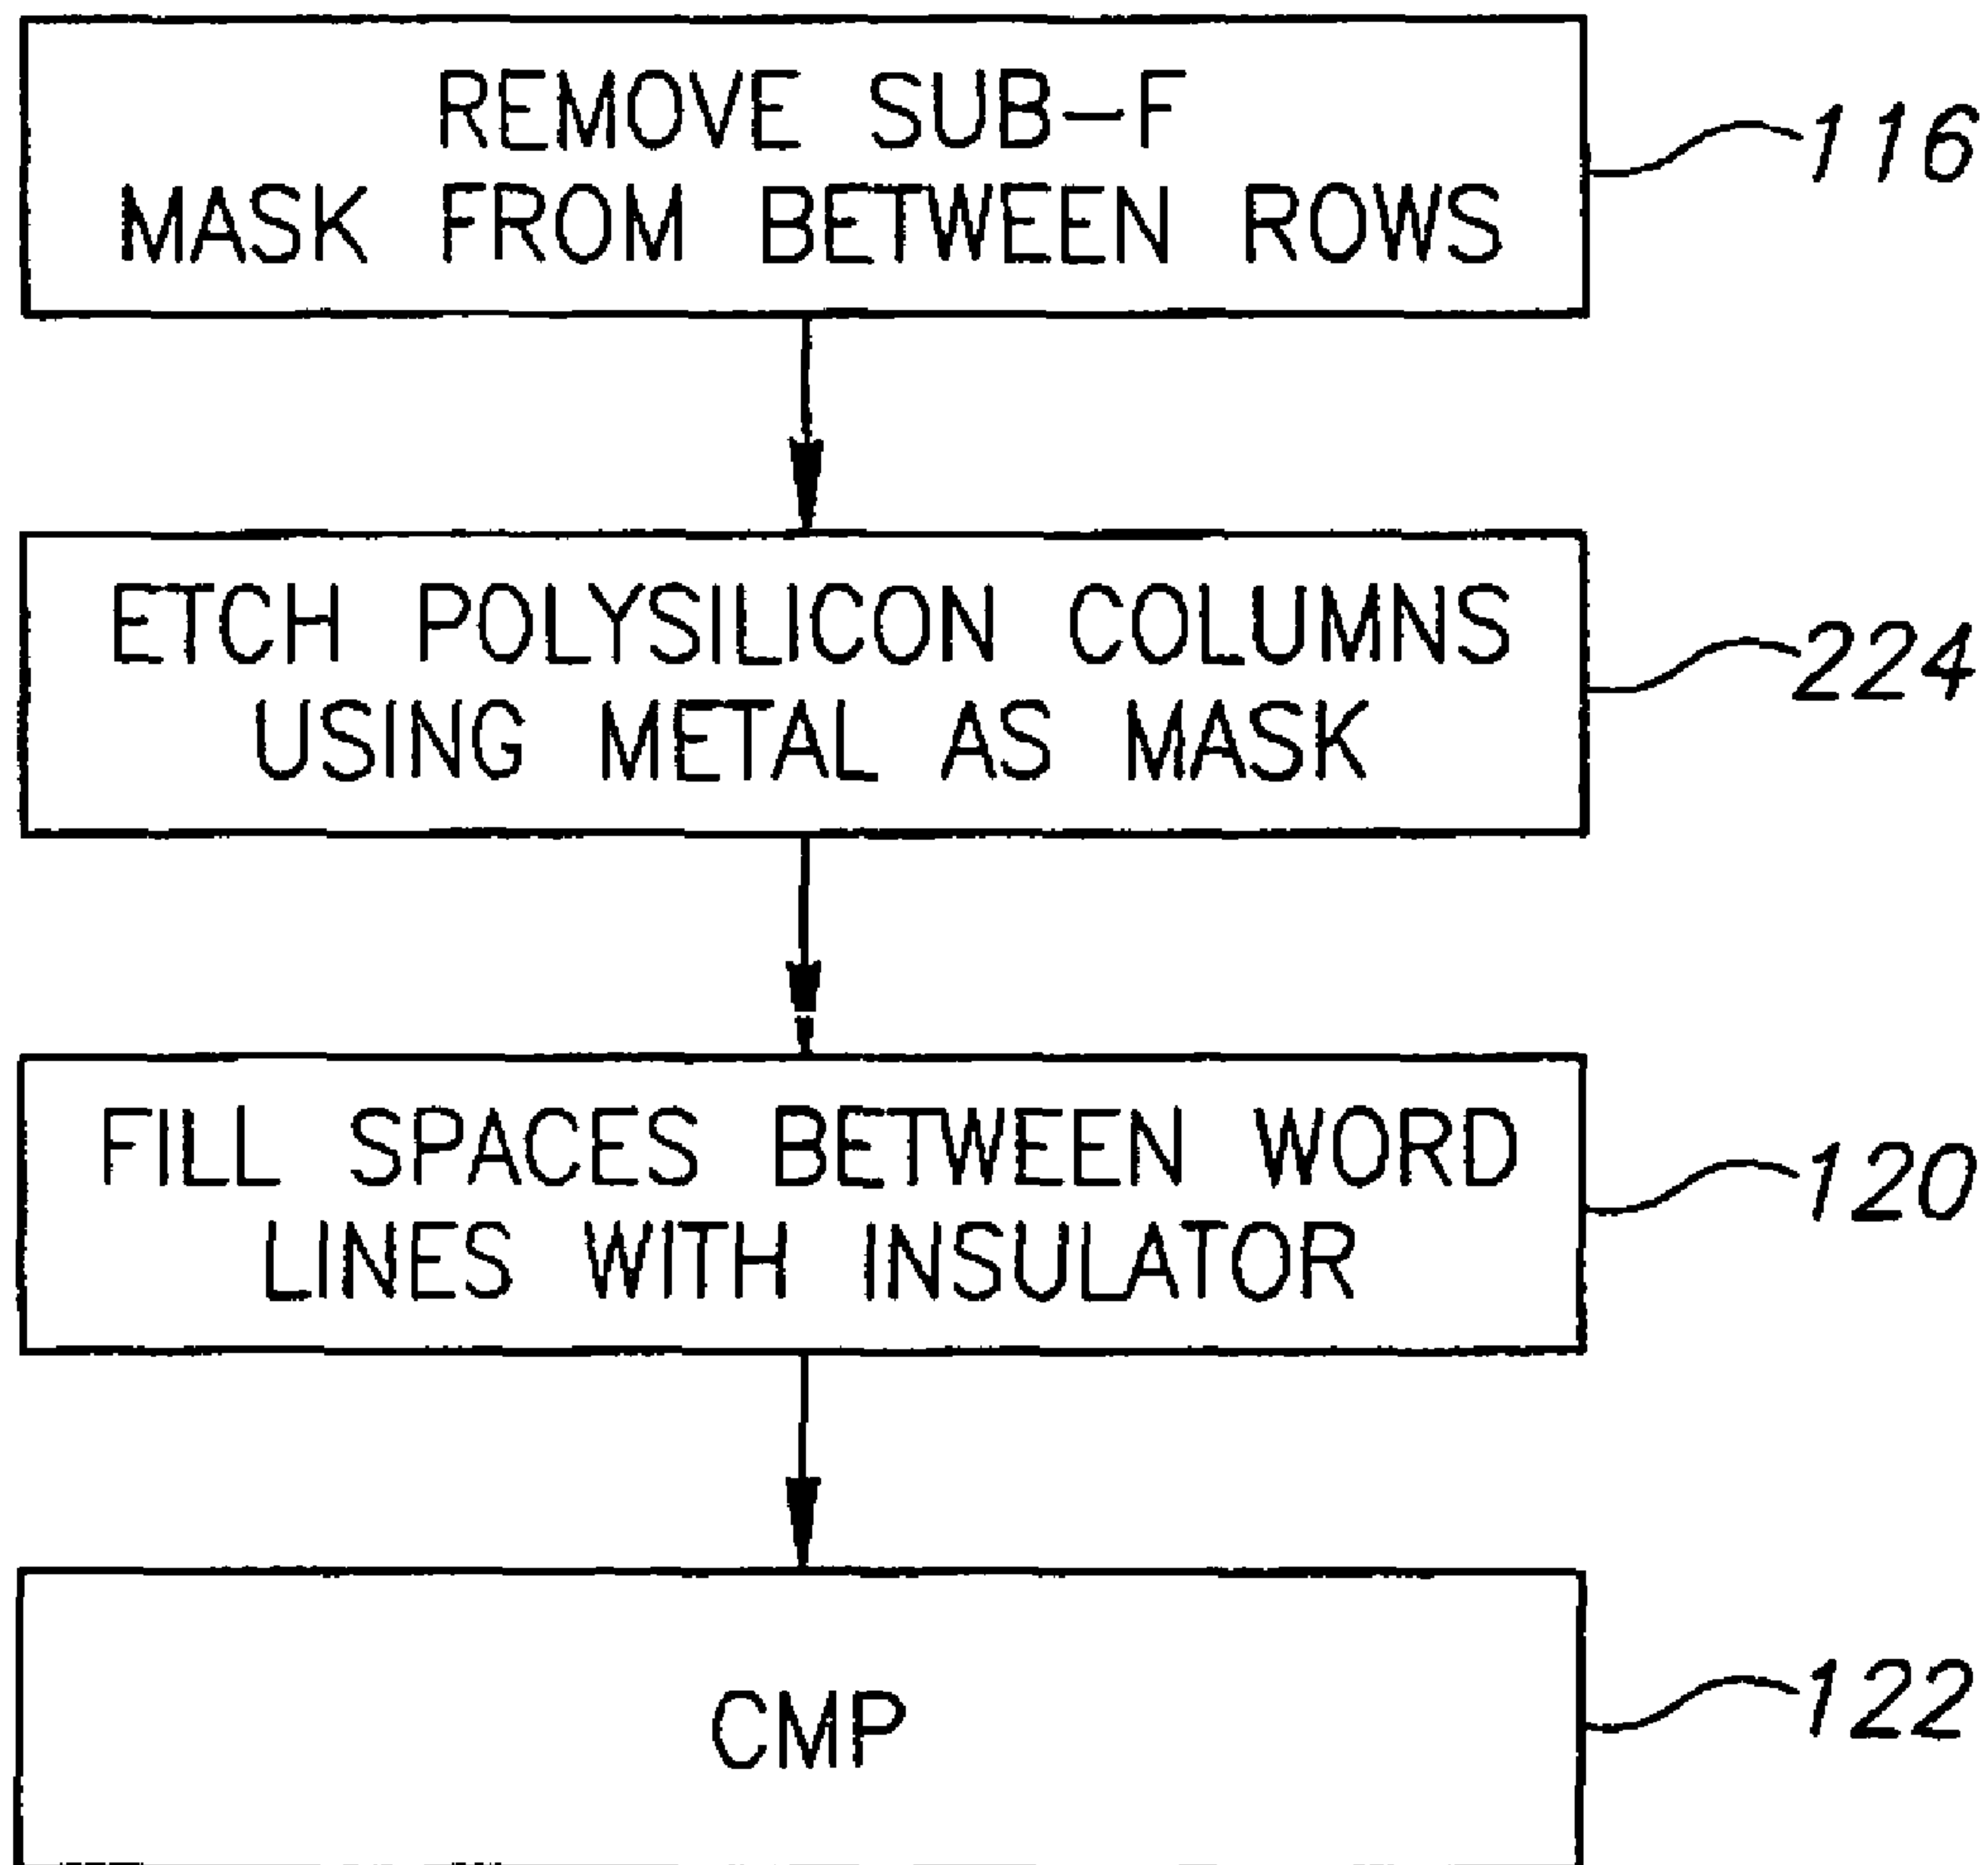 REMOVE SUB-F
MASK FROM BETWEEN ROWS
116
ETCH POLYSILICON COLUMNS
USING METAL AS MASK
224
FILL SPACES BETWEEN WORD
LINES WITH INSULATOR
120
CMP
122